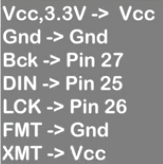 Vcc,3.3V -> Vcc
Gnd -> Gnd
Bck -> Pin 27
DIN -> Pin 25
LCK -> Pin 26
FMT -> Gnd
XMT -> Vcc